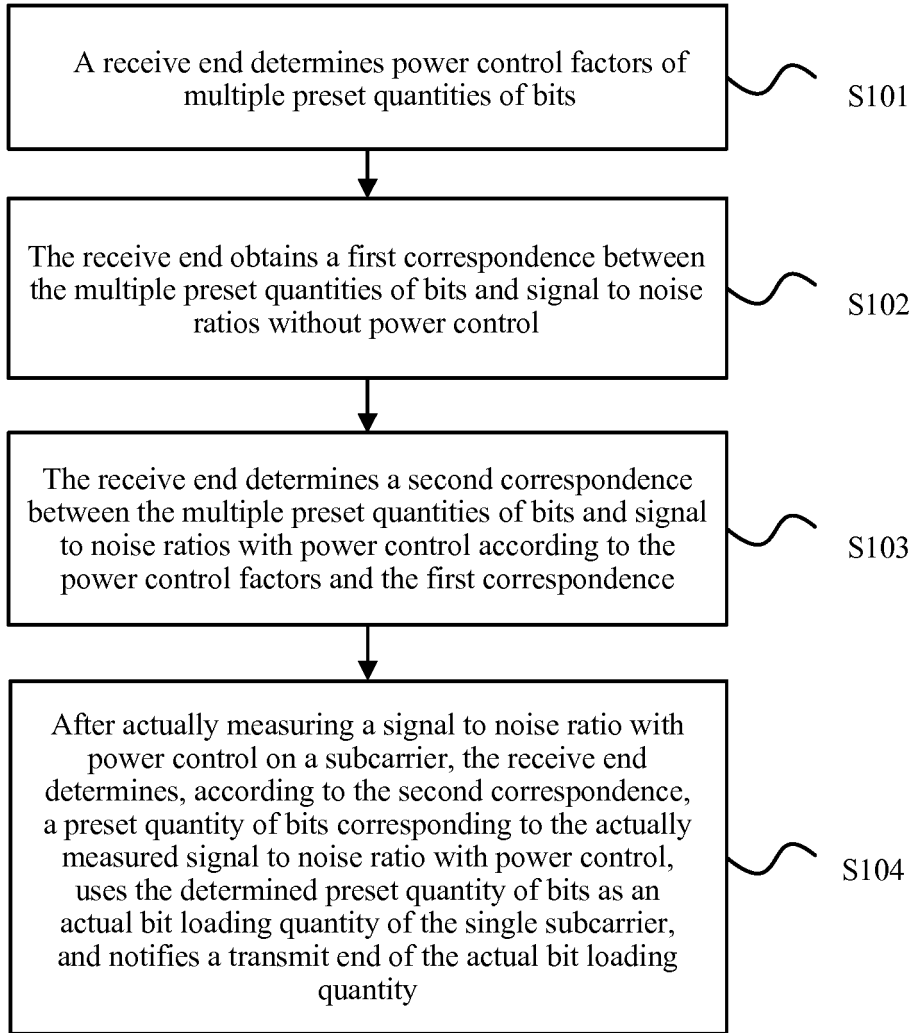 A receive end determines power control factors of
multiple preset quantities of bits
S101
The receive end obtains a first correspondence between
the multiple preset quantities of bits and signal to noise
ratios without power control
S102
The receive end determines a second correspondence
between the multiple preset quantities of bits and signal
to noise ratios with power control according to the
power control factors and the first correspondence
S103
After actually measuring a signal to noise ratio with
power control on a subcarrier, the receive end
determines, according to the second correspondence,
a preset quantity of bits corresponding to the actually
measured signal to noise ratio with power control,
uses the determined preset quantity of bits as an
actual bit loading quantity of the single subcarrier,
and notifies a transmit end of the actual bit loading
quantity
S104